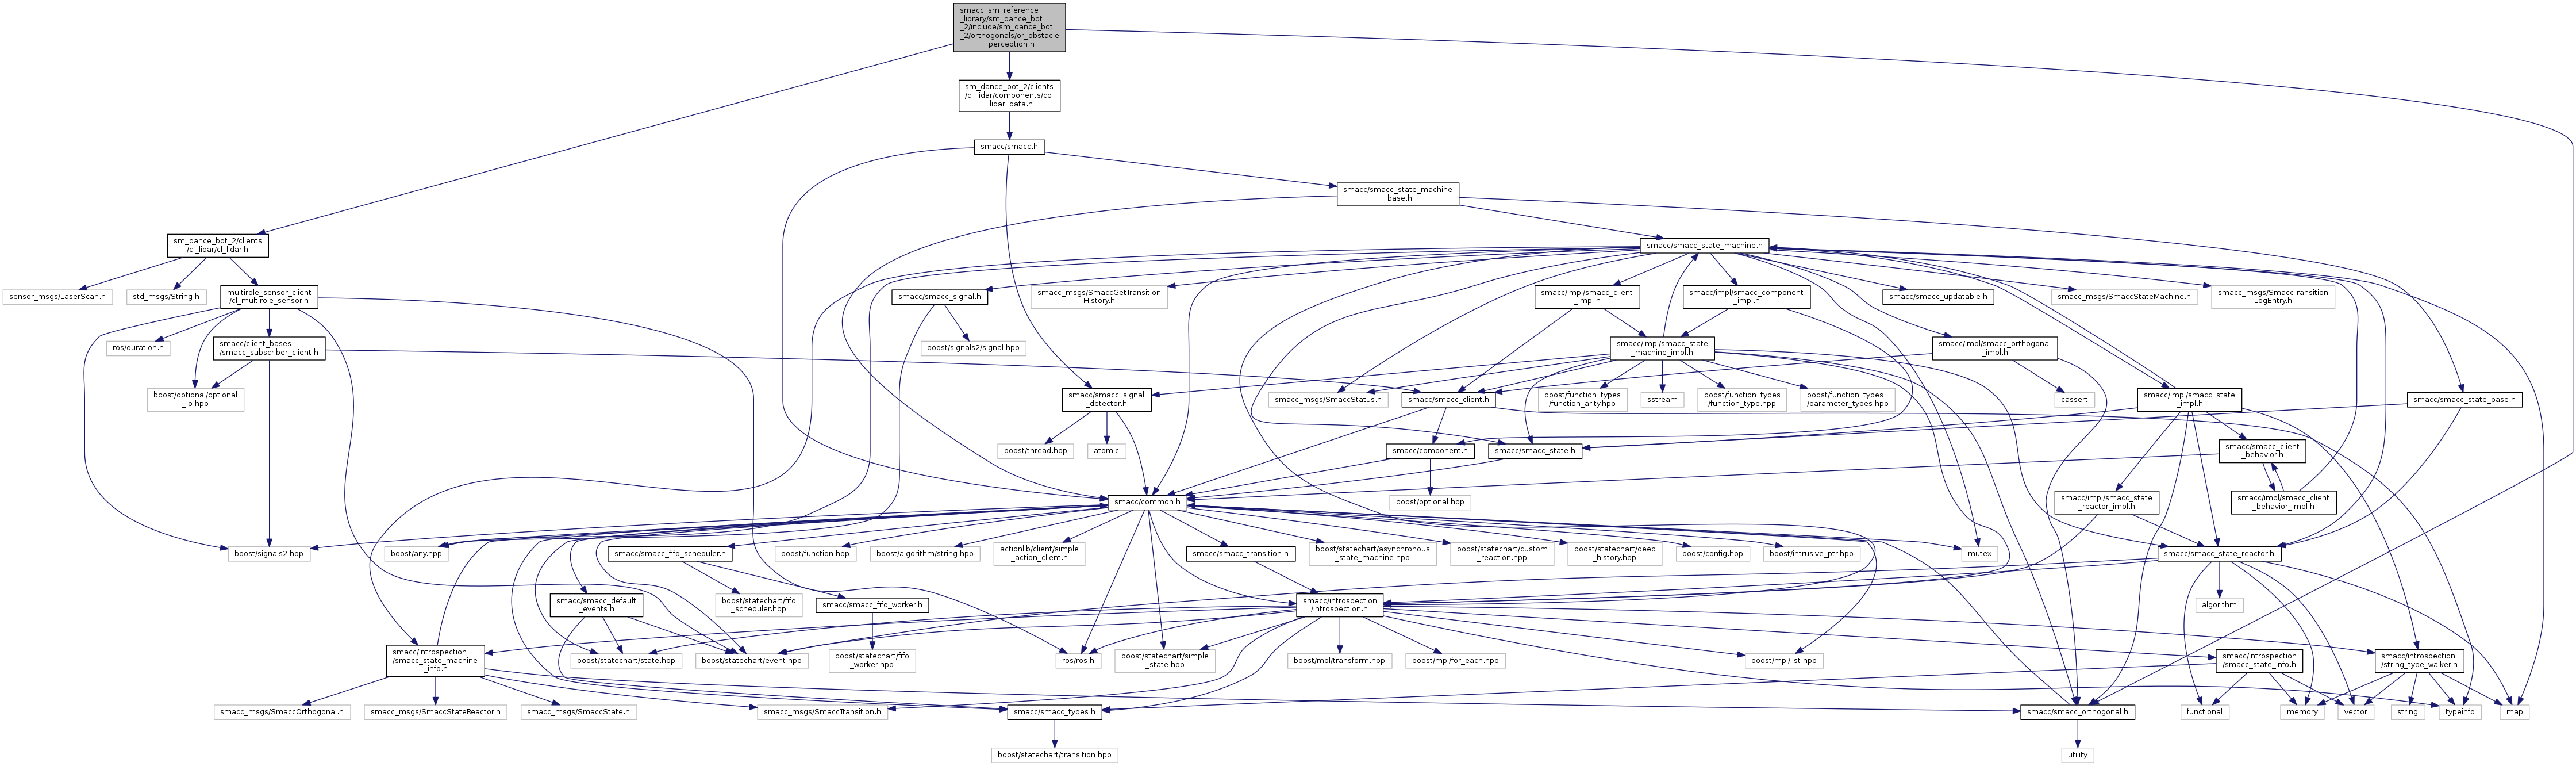 smacc_sm_reference
_library/sm_dance_bot
_2/include/sm_dance_bot
_2/orthogonals/or_obstacle
_perception.h
sm_dance_bot_2/clients
/cl_lidar/components/cp
_lidar_data.h
smacc/smacc.h
smacc/smacc_state_machine
_base.h
sm_dance_bot_2/clients
/cl_lidar/cl_lidar.h
smacc/smacc_state_machine.h
sensor_msgs/LaserScan.h
std_msgs/String.h
multirole_sensor_client
/cl_multirole_sensor.h
smacc/smacc_signal.h
smacc_msgs/SmaccGetTransition
History.h
smacc/impl/smacc_client
_impl.h
smacc/impl/smacc_component
_impl.h
smacc/smacc_updatable.h
smacc_msgs/SmaccStateMachine.h
smacc_msgs/SmaccTransition
LogEntry.h
ros/duration.h
smacc/client_bases
/smacc_subscriber_client.h
boost/signals2/signal.hpp
smacc/impl/smacc_state
_machine_impl.h
smacc/impl/smacc_orthogonal
_impl.h
boost/optional/optional
_io.hpp
smacc/smacc_signal
_detector.h
smacc_msgs/SmaccStatus.h
smacc/smacc_client.h
boost/function_types
/function_arity.hpp
sstream
boost/function_types
/function_type.hpp
boost/function_types
/parameter_types.hpp
cassert
smacc/impl/smacc_state
_impl.h
smacc/smacc_state_base.h
boost/thread.hpp
atomic
smacc/component.h
smacc/smacc_state.h
smacc/smacc_client
_behavior.h
smacc/common.h
boost/optional.hpp
smacc/impl/smacc_state
_reactor_impl.h
smacc/impl/smacc_client
_behavior_impl.h
boost/signals2.hpp
boost/any.hpp
smacc/smacc_fifo_scheduler.h
boost/function.hpp
boost/algorithm/string.hpp
actionlib/client/simple
_action_client.h
smacc/smacc_transition.h
boost/statechart/asynchronous
_state_machine.hpp
boost/statechart/custom
_reaction.hpp
boost/statechart/deep
_history.hpp
boost/config.hpp
boost/intrusive_ptr.hpp
mutex
smacc/smacc_state_reactor.h
smacc/smacc_default
_events.h
boost/statechart/fifo
_scheduler.hpp
smacc/smacc_fifo_worker.h
smacc/introspection
/introspection.h
algorithm
smacc/introspection
/smacc_state_machine
_info.h
boost/statechart/state.hpp
boost/statechart/event.hpp
boost/statechart/fifo
_worker.hpp
ros/ros.h
boost/statechart/simple
_state.hpp
boost/mpl/transform.hpp
boost/mpl/for_each.hpp
boost/mpl/list.hpp
smacc/introspection
/smacc_state_info.h
smacc/introspection
/string_type_walker.h
smacc_msgs/SmaccOrthogonal.h
smacc_msgs/SmaccStateReactor.h
smacc_msgs/SmaccState.h
smacc_msgs/SmaccTransition.h
smacc/smacc_types.h
smacc/smacc_orthogonal.h
functional
memory
vector
string
typeinfo
map
boost/statechart/transition.hpp
utility